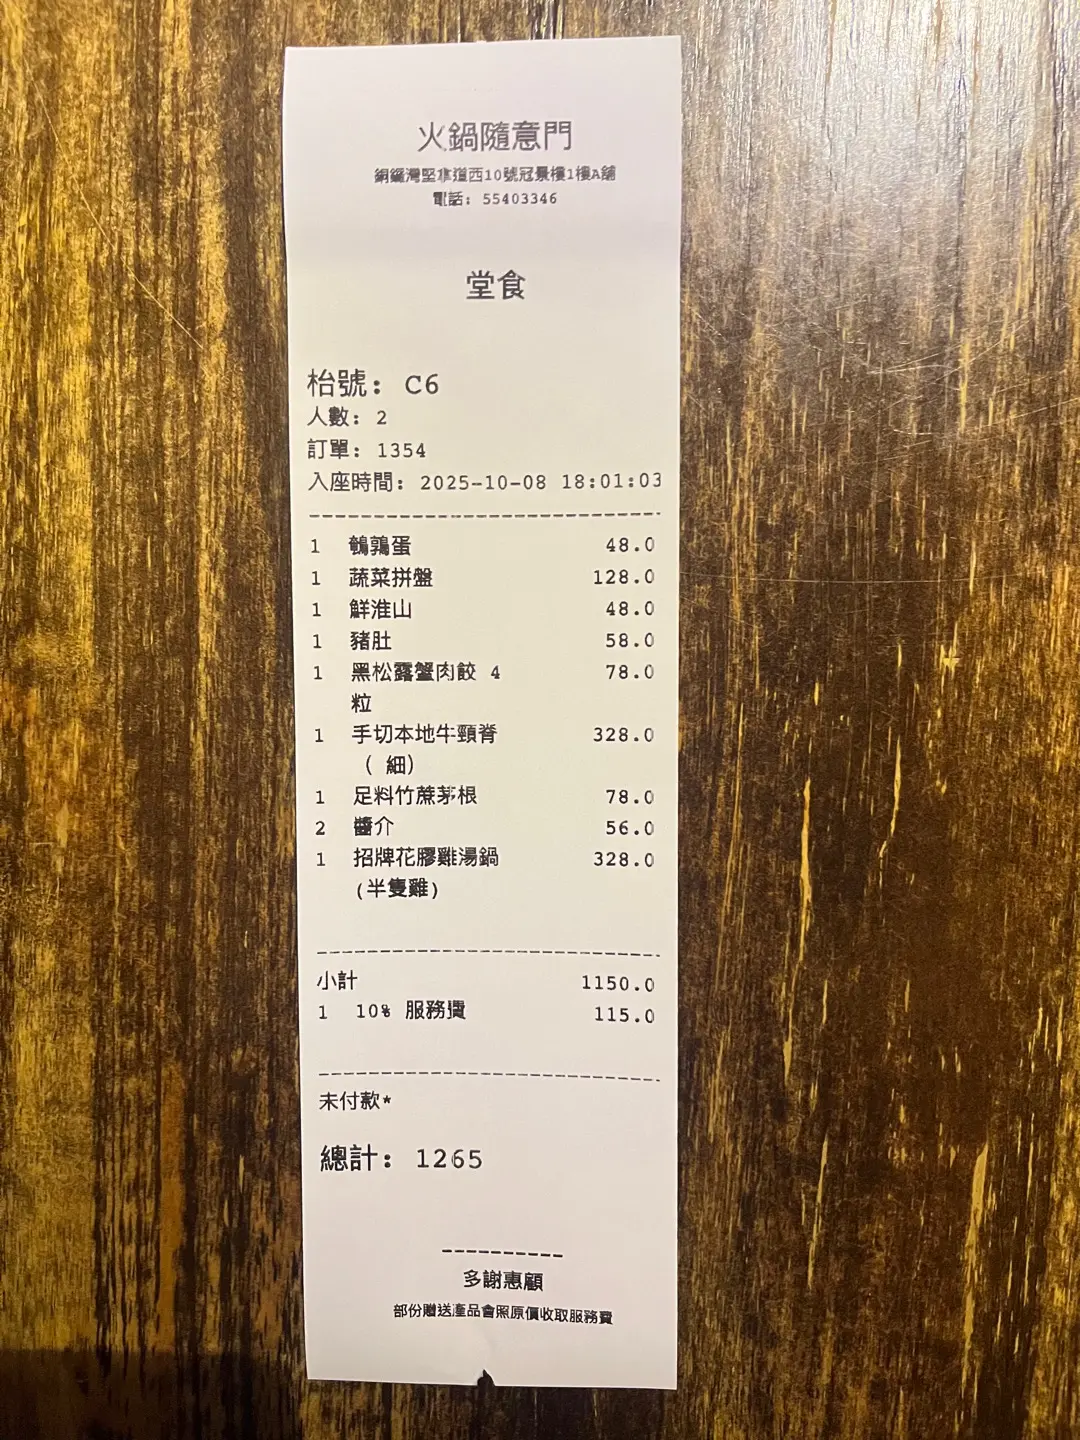 火鍋隨意門
銅鑼灣堅拿道西10號冠景樓1樓A舖
電話: 55403346
堂食
枱號: C6
人數: 2
訂單: 1354
入座時間: 2025-10-08 18:01:03
1 鵪鶉蛋 48.0
1 蔬菜拼盤 128.0
1 鮮淮山 48.0
1 豬肚 58.0
1 黑松露蟹肉餃 4 78.0
粒
1 手切本地牛頸脊 328.0
( 細)
1 足料竹蔗茅根 78.0
2 醬介 56.0
1 招牌花膠雞湯鍋 328.0
(半隻雞)
小計 1150.0
1 10% 服務費 115.0
未付款*
總計: 1265
多謝惠顧
部份贈送產品會照原價收取服務費